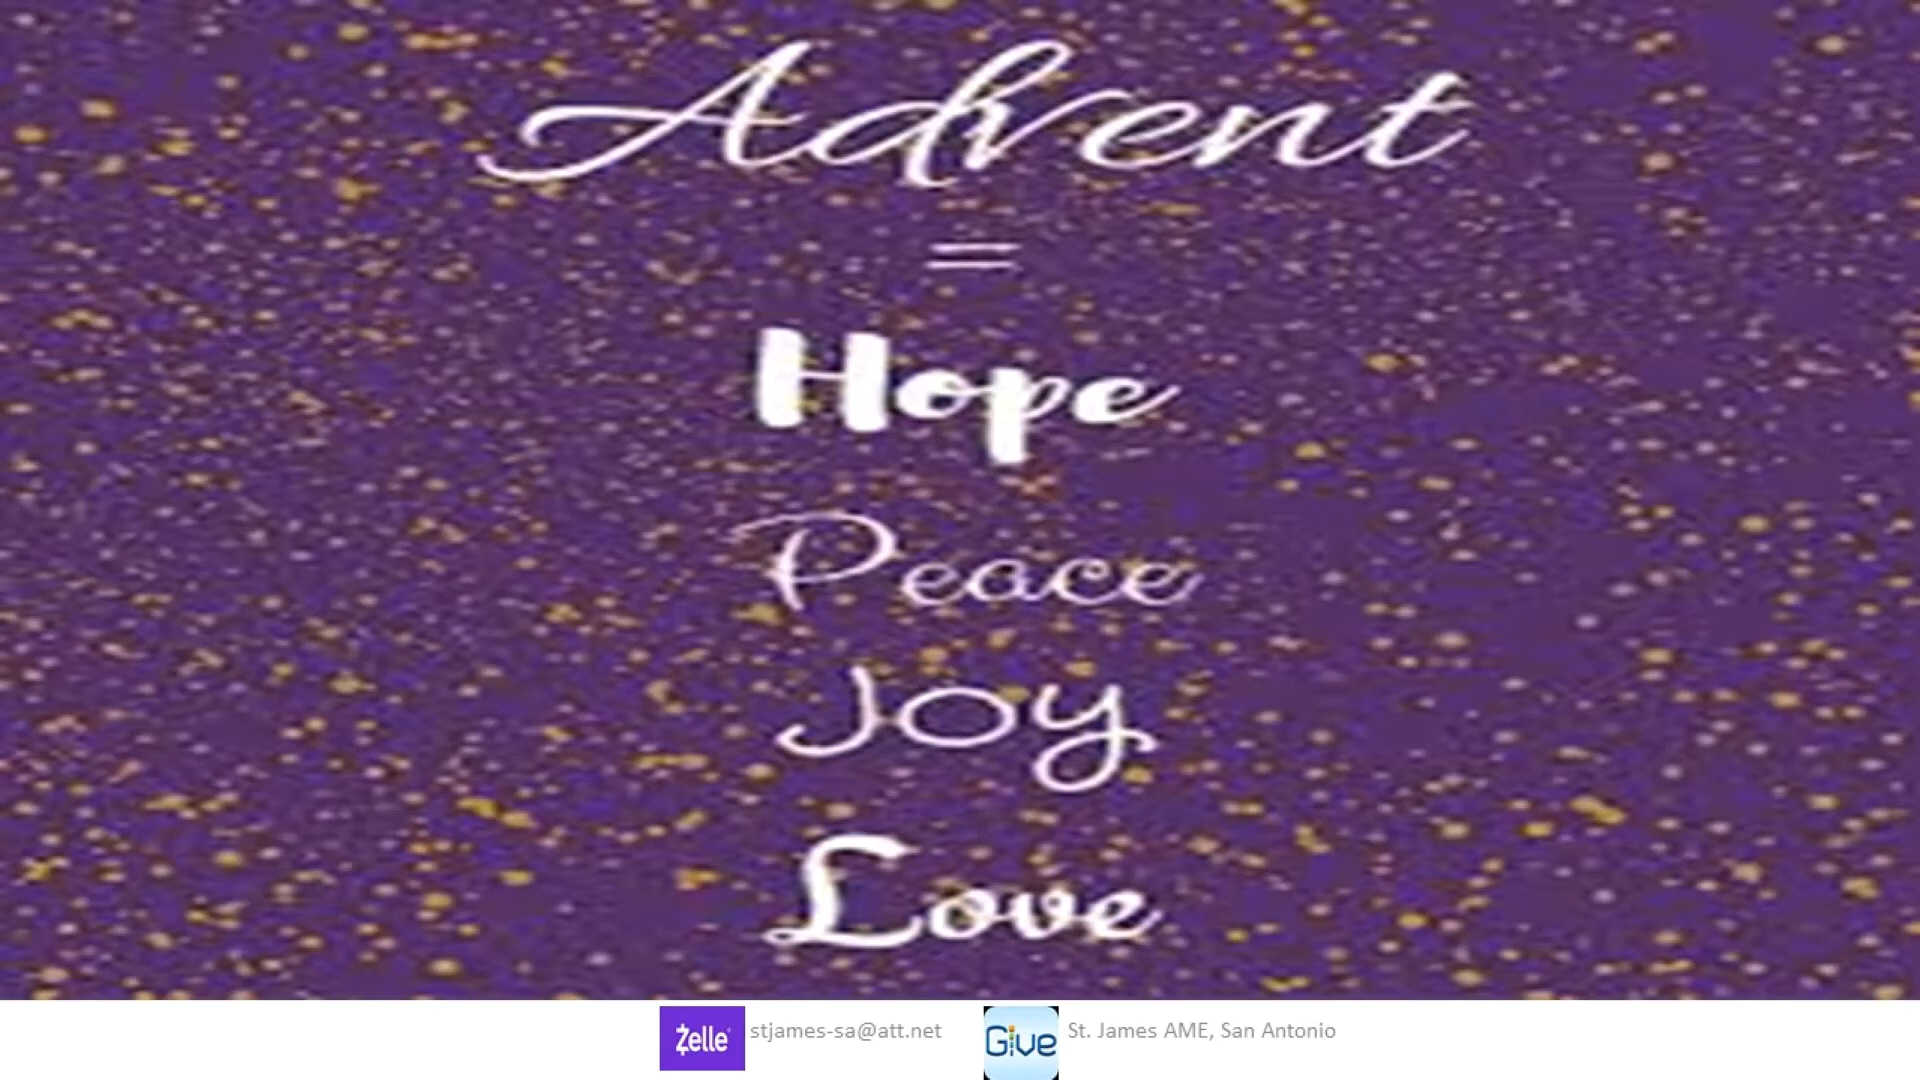 Advent
=
Hope
Peace
Joy
Love
Zelle stjames-sa@att.net
Give St. James AME, San Antonio